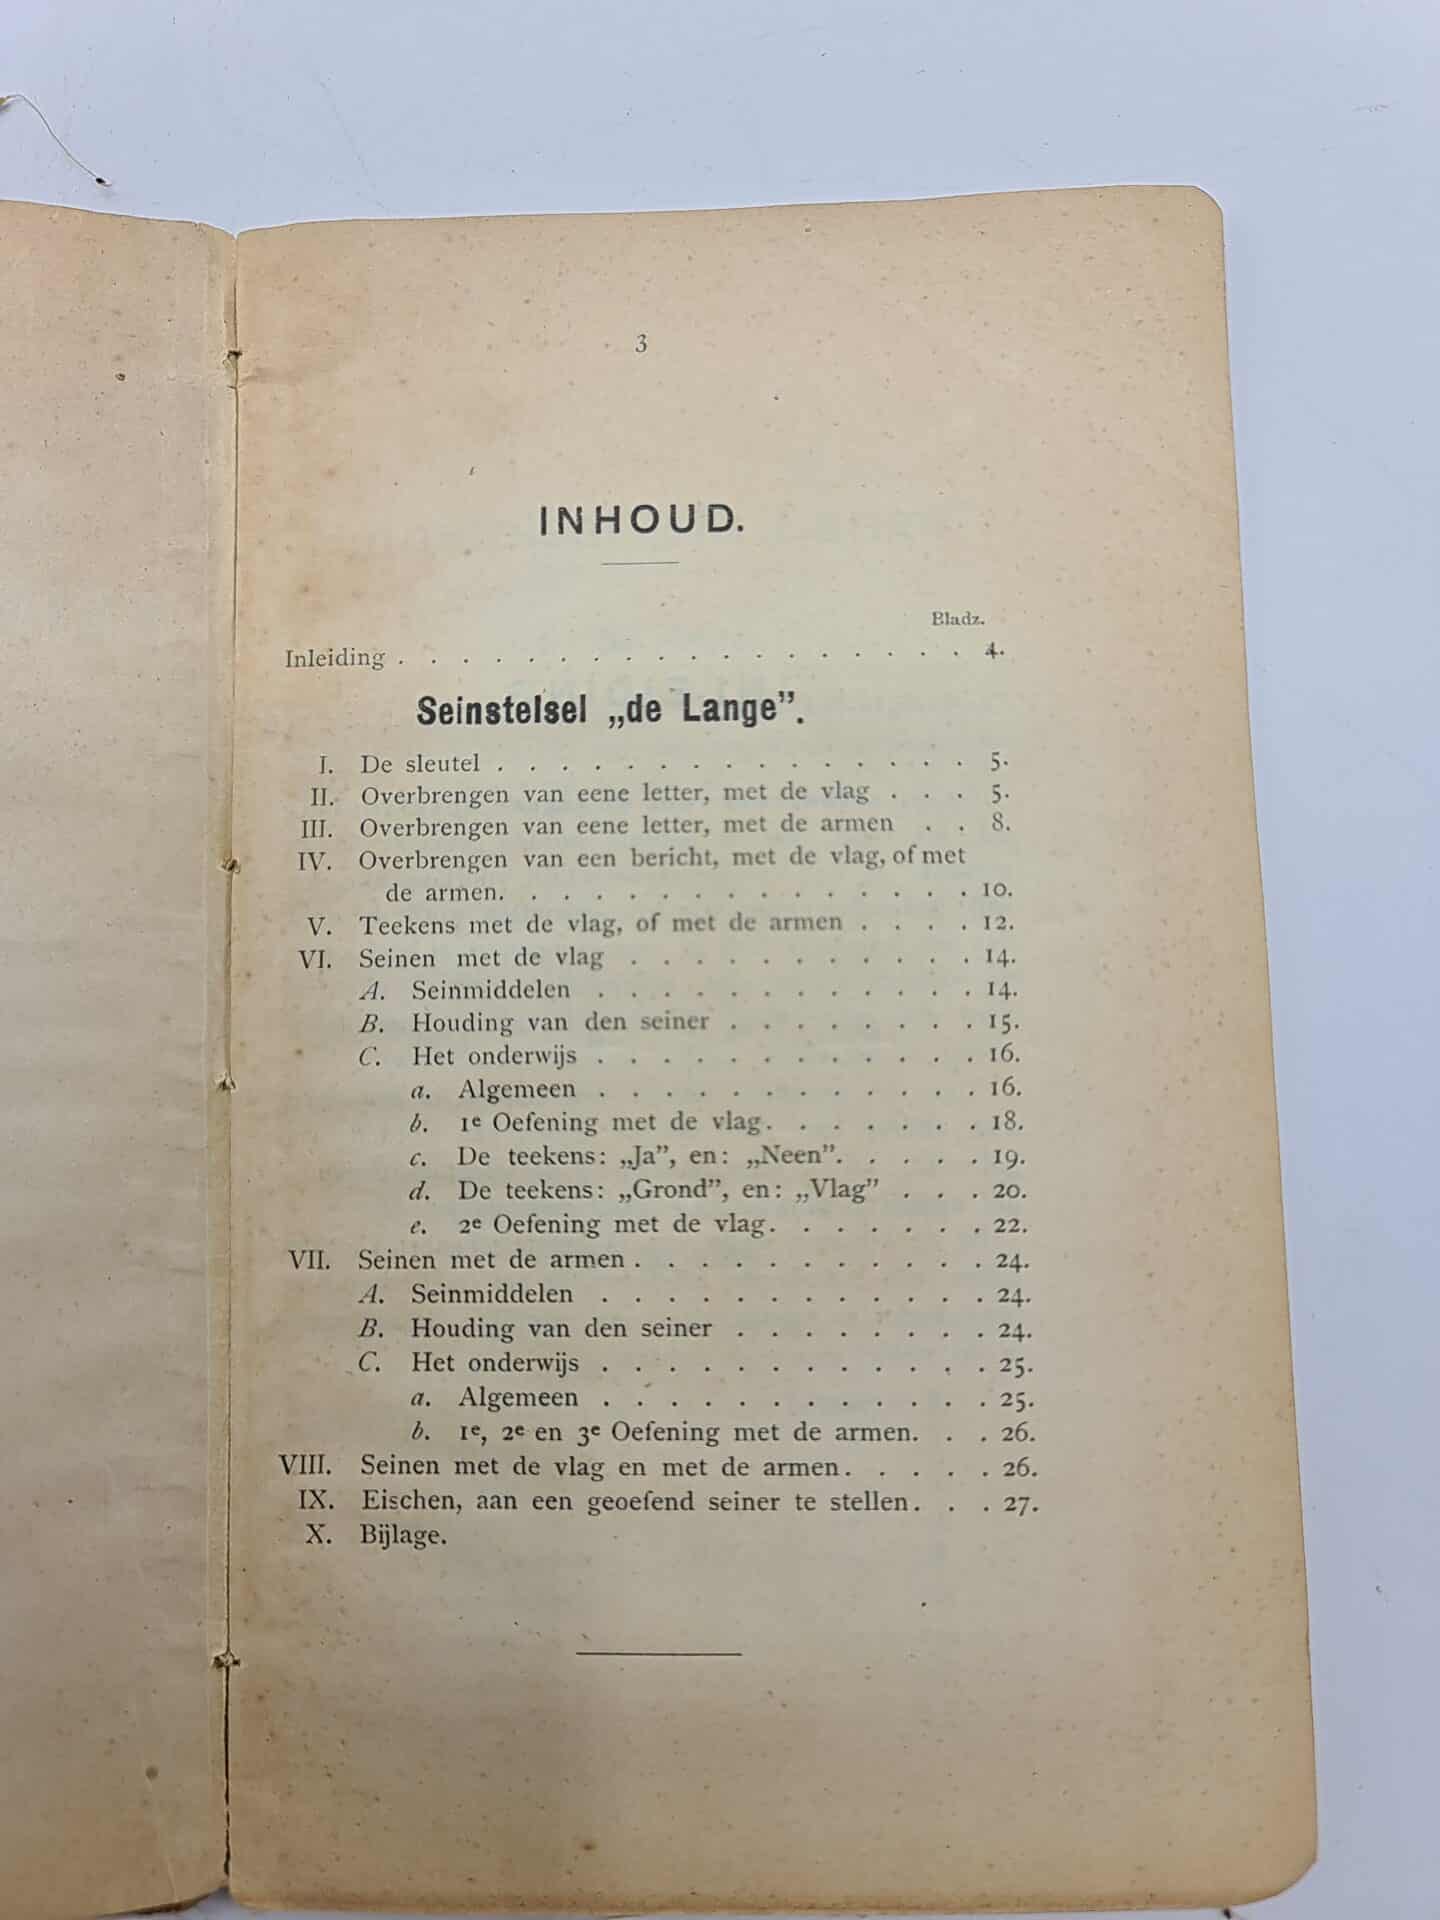 3
INHOUD.
Bladz.
Inleiding . . . . . . . . . . . . . . . . . . 4.
Seinstelsel „de Lange”.
I. De sleutel . . . . . . . . . . . . . . . 5.
II. Overbrengen van eene letter, met de vlag . . . 5.
III. Overbrengen van eene letter, met de armen . . 8.
IV. Overbrengen van een bericht, met de vlag, of met
de armen. . . . . . . . . . . . . . . 10.
V. Teekens met de vlag, of met de armen . . . . 12.
VI. Seinen met de vlag . . . . . . . . . . . 14.
A. Seinmiddelen . . . . . . . . . . . . 14.
B. Houding van den seiner . . . . . . . . 15.
C. Het onderwijs . . . . . . . . . . . . 16.
a. Algemeen . . . . . . . . . . . . 16.
b. 1e Oefening met de vlag. . . . . . . 18.
c. De teekens: „Ja”, en: „Neen”. . . . . 19.
d. De teekens: „Grond”, en: „Vlag” . . . 20.
e. 2e Oefening met de vlag. . . . . . . 22.
VII. Seinen met de armen . . . . . . . . . . . 24.
A. Seinmiddelen . . . . . . . . . . . . 24.
B. Houding van den seiner . . . . . . . . 24.
C. Het onderwijs . . . . . . . . . . . . 25.
a. Algemeen . . . . . . . . . . . . 25.
b. 1e, 2e en 3e Oefening met de armen. . . 26.
VIII. Seinen met de vlag en met de armen. . . . . 26.
IX. Eischen, aan een geoefend seiner te stellen. . . 27.
X. Bijlage.